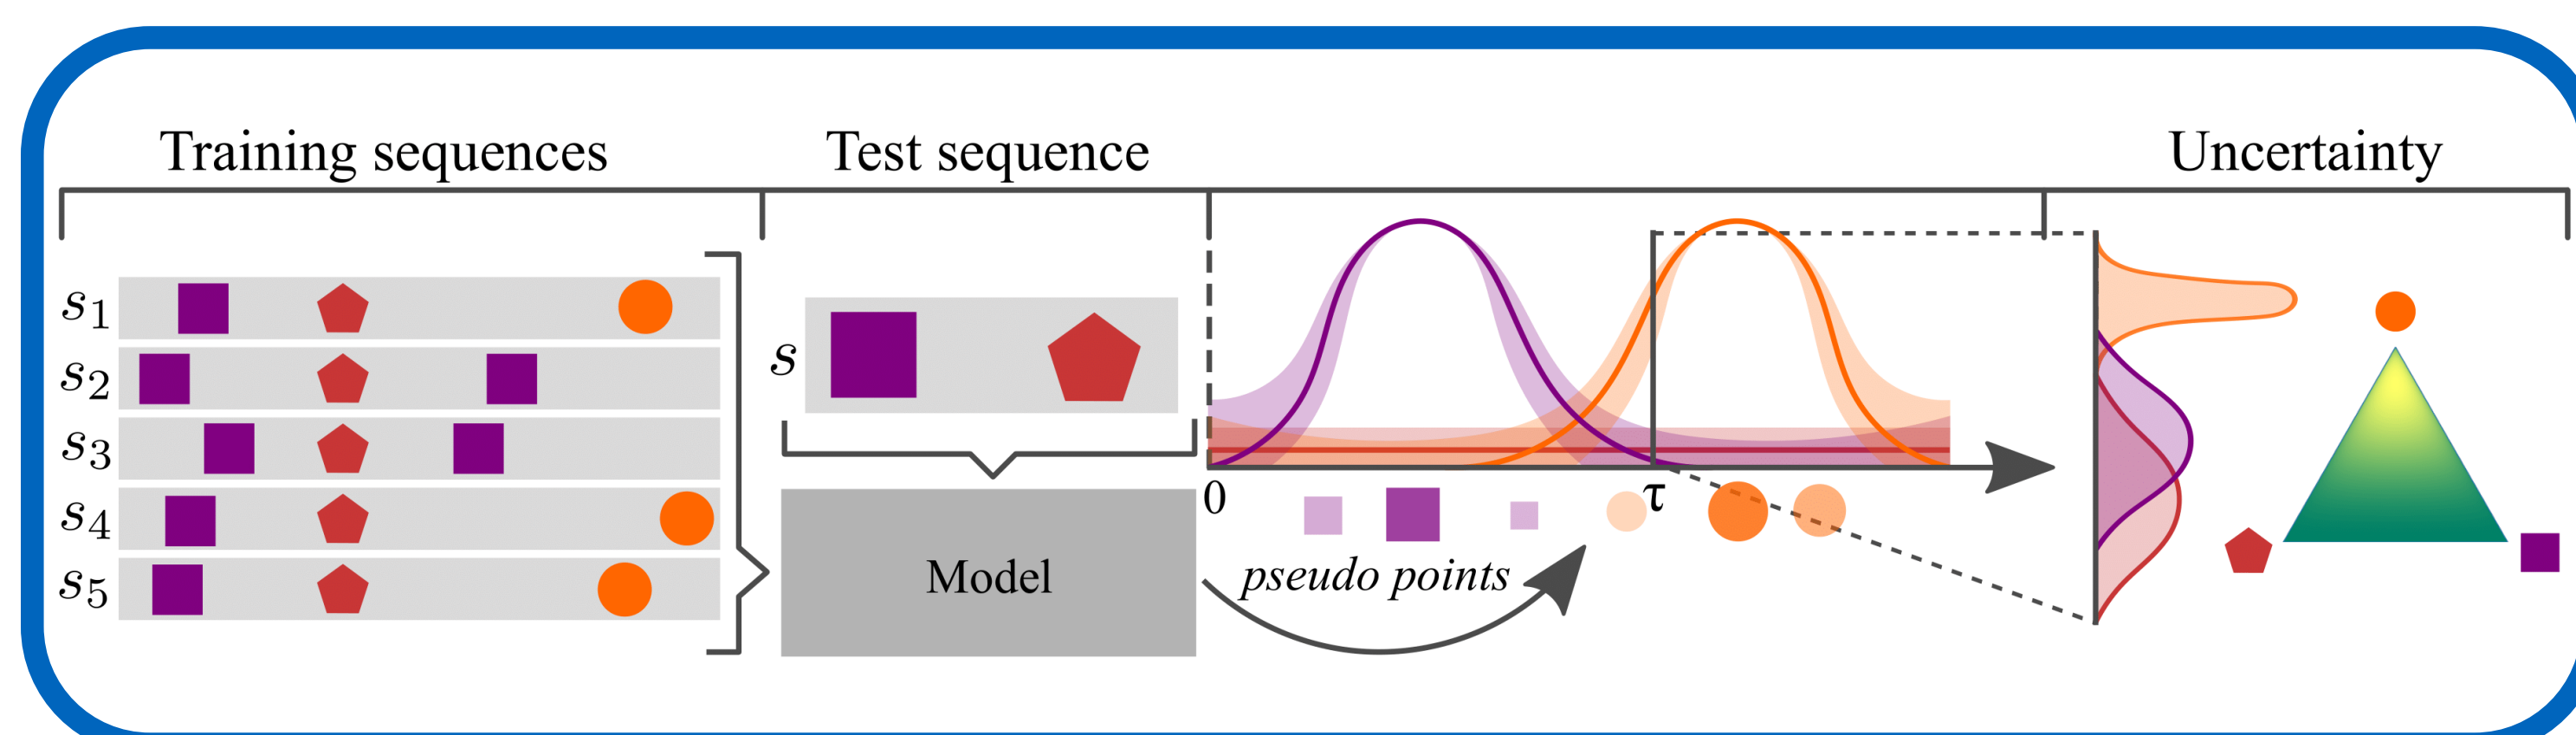 Training sequences
Test sequence
Uncertainty
s1
s2
s3
s4
s5
s
Model
0
τ
pseudo points